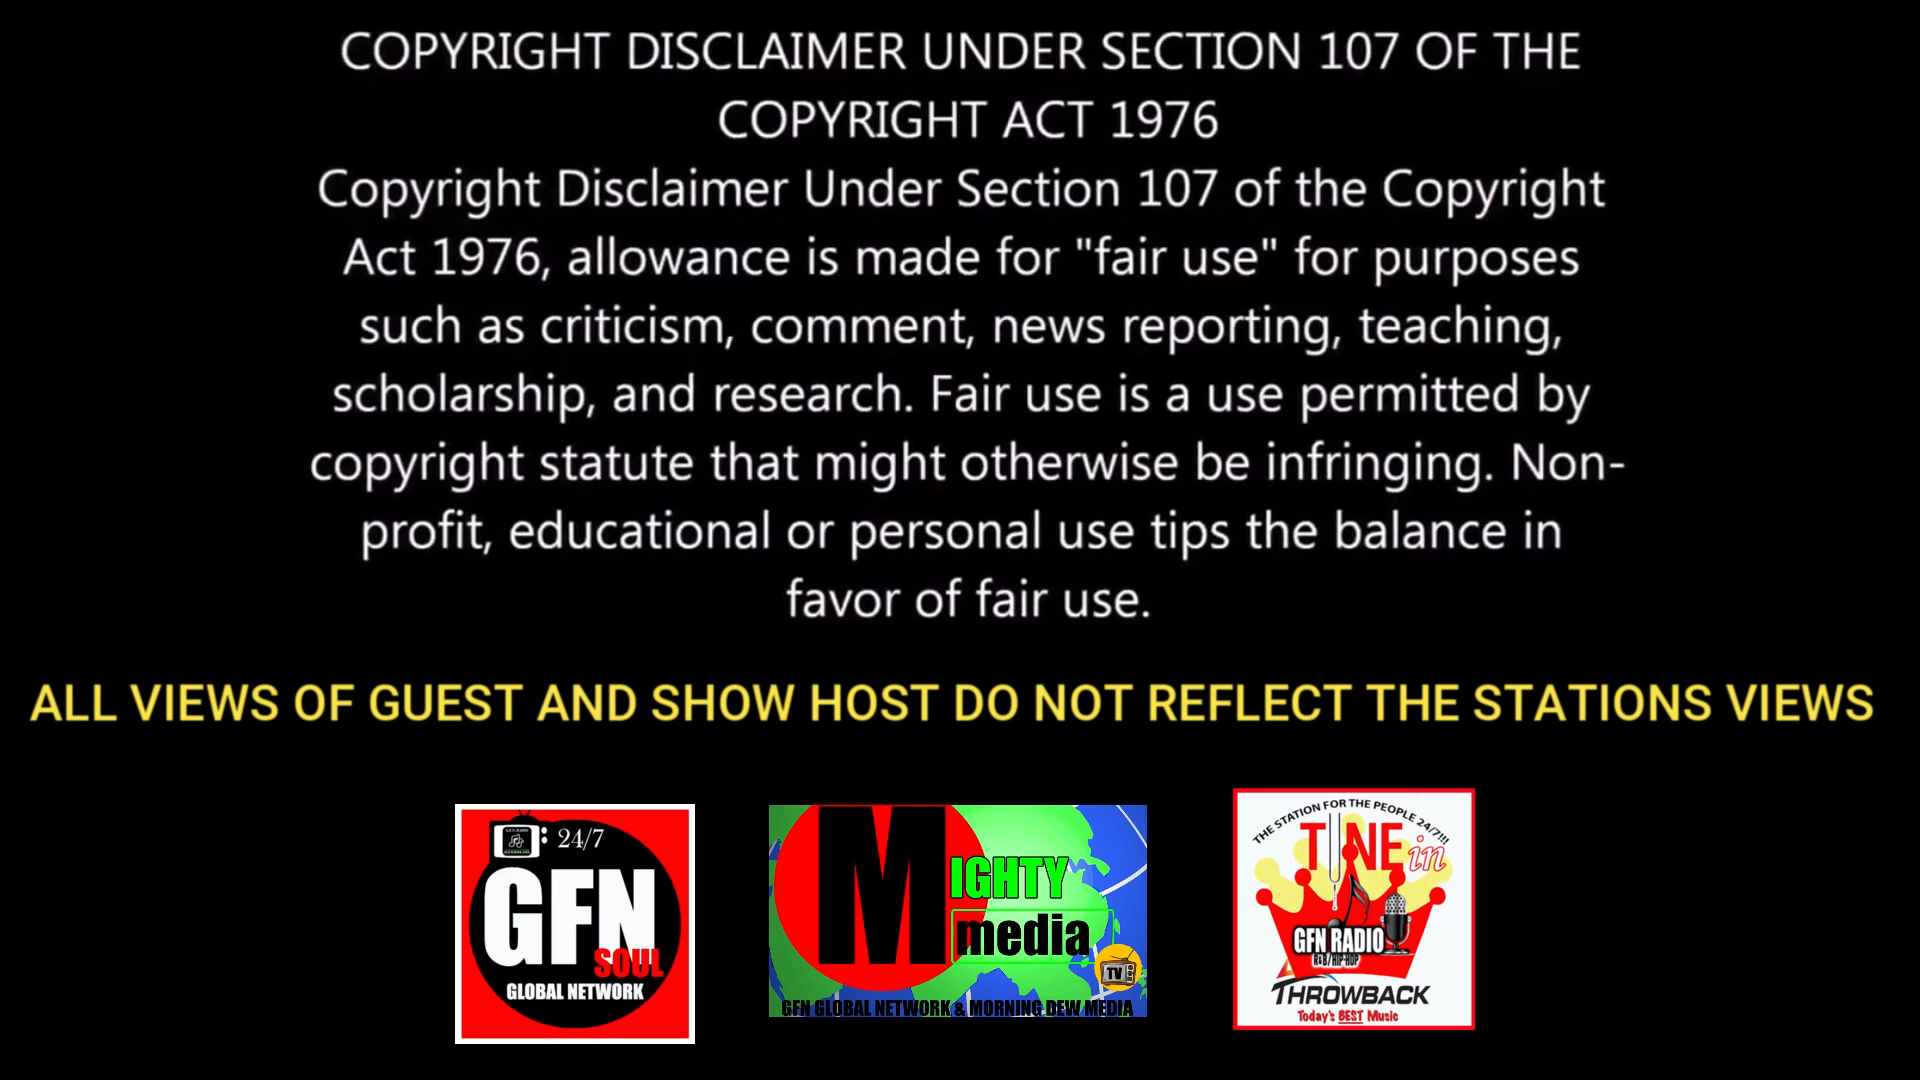 COPYRIGHT DISCLAIMER UNDER SECTION 107 OF THE
COPYRIGHT ACT 1976
Copyright Disclaimer Under Section 107 of the Copyright
Act 1976, allowance is made for "fair use" for purposes
such as criticism, comment, news reporting, teaching,
scholarship, and research. Fair use is a use permitted by
copyright statute that might otherwise be infringing. Non-
profit, educational or personal use tips the balance in
favor of fair use.
ALL VIEWS OF GUEST AND SHOW HOST DO NOT REFLECT THE STATIONS VIEWS
24/7
GFN
SOUL
GLOBAL NETWORK
MIGHTY
media
TV
GFN GLOBAL NETWORK & MORNING DEW MEDIA
THE STATION FOR THE PEOPLE 24/7!!!
TUNE in
GFN RADIO
R&B/HIP-HOP
THROWBACK
Today's BEST Music